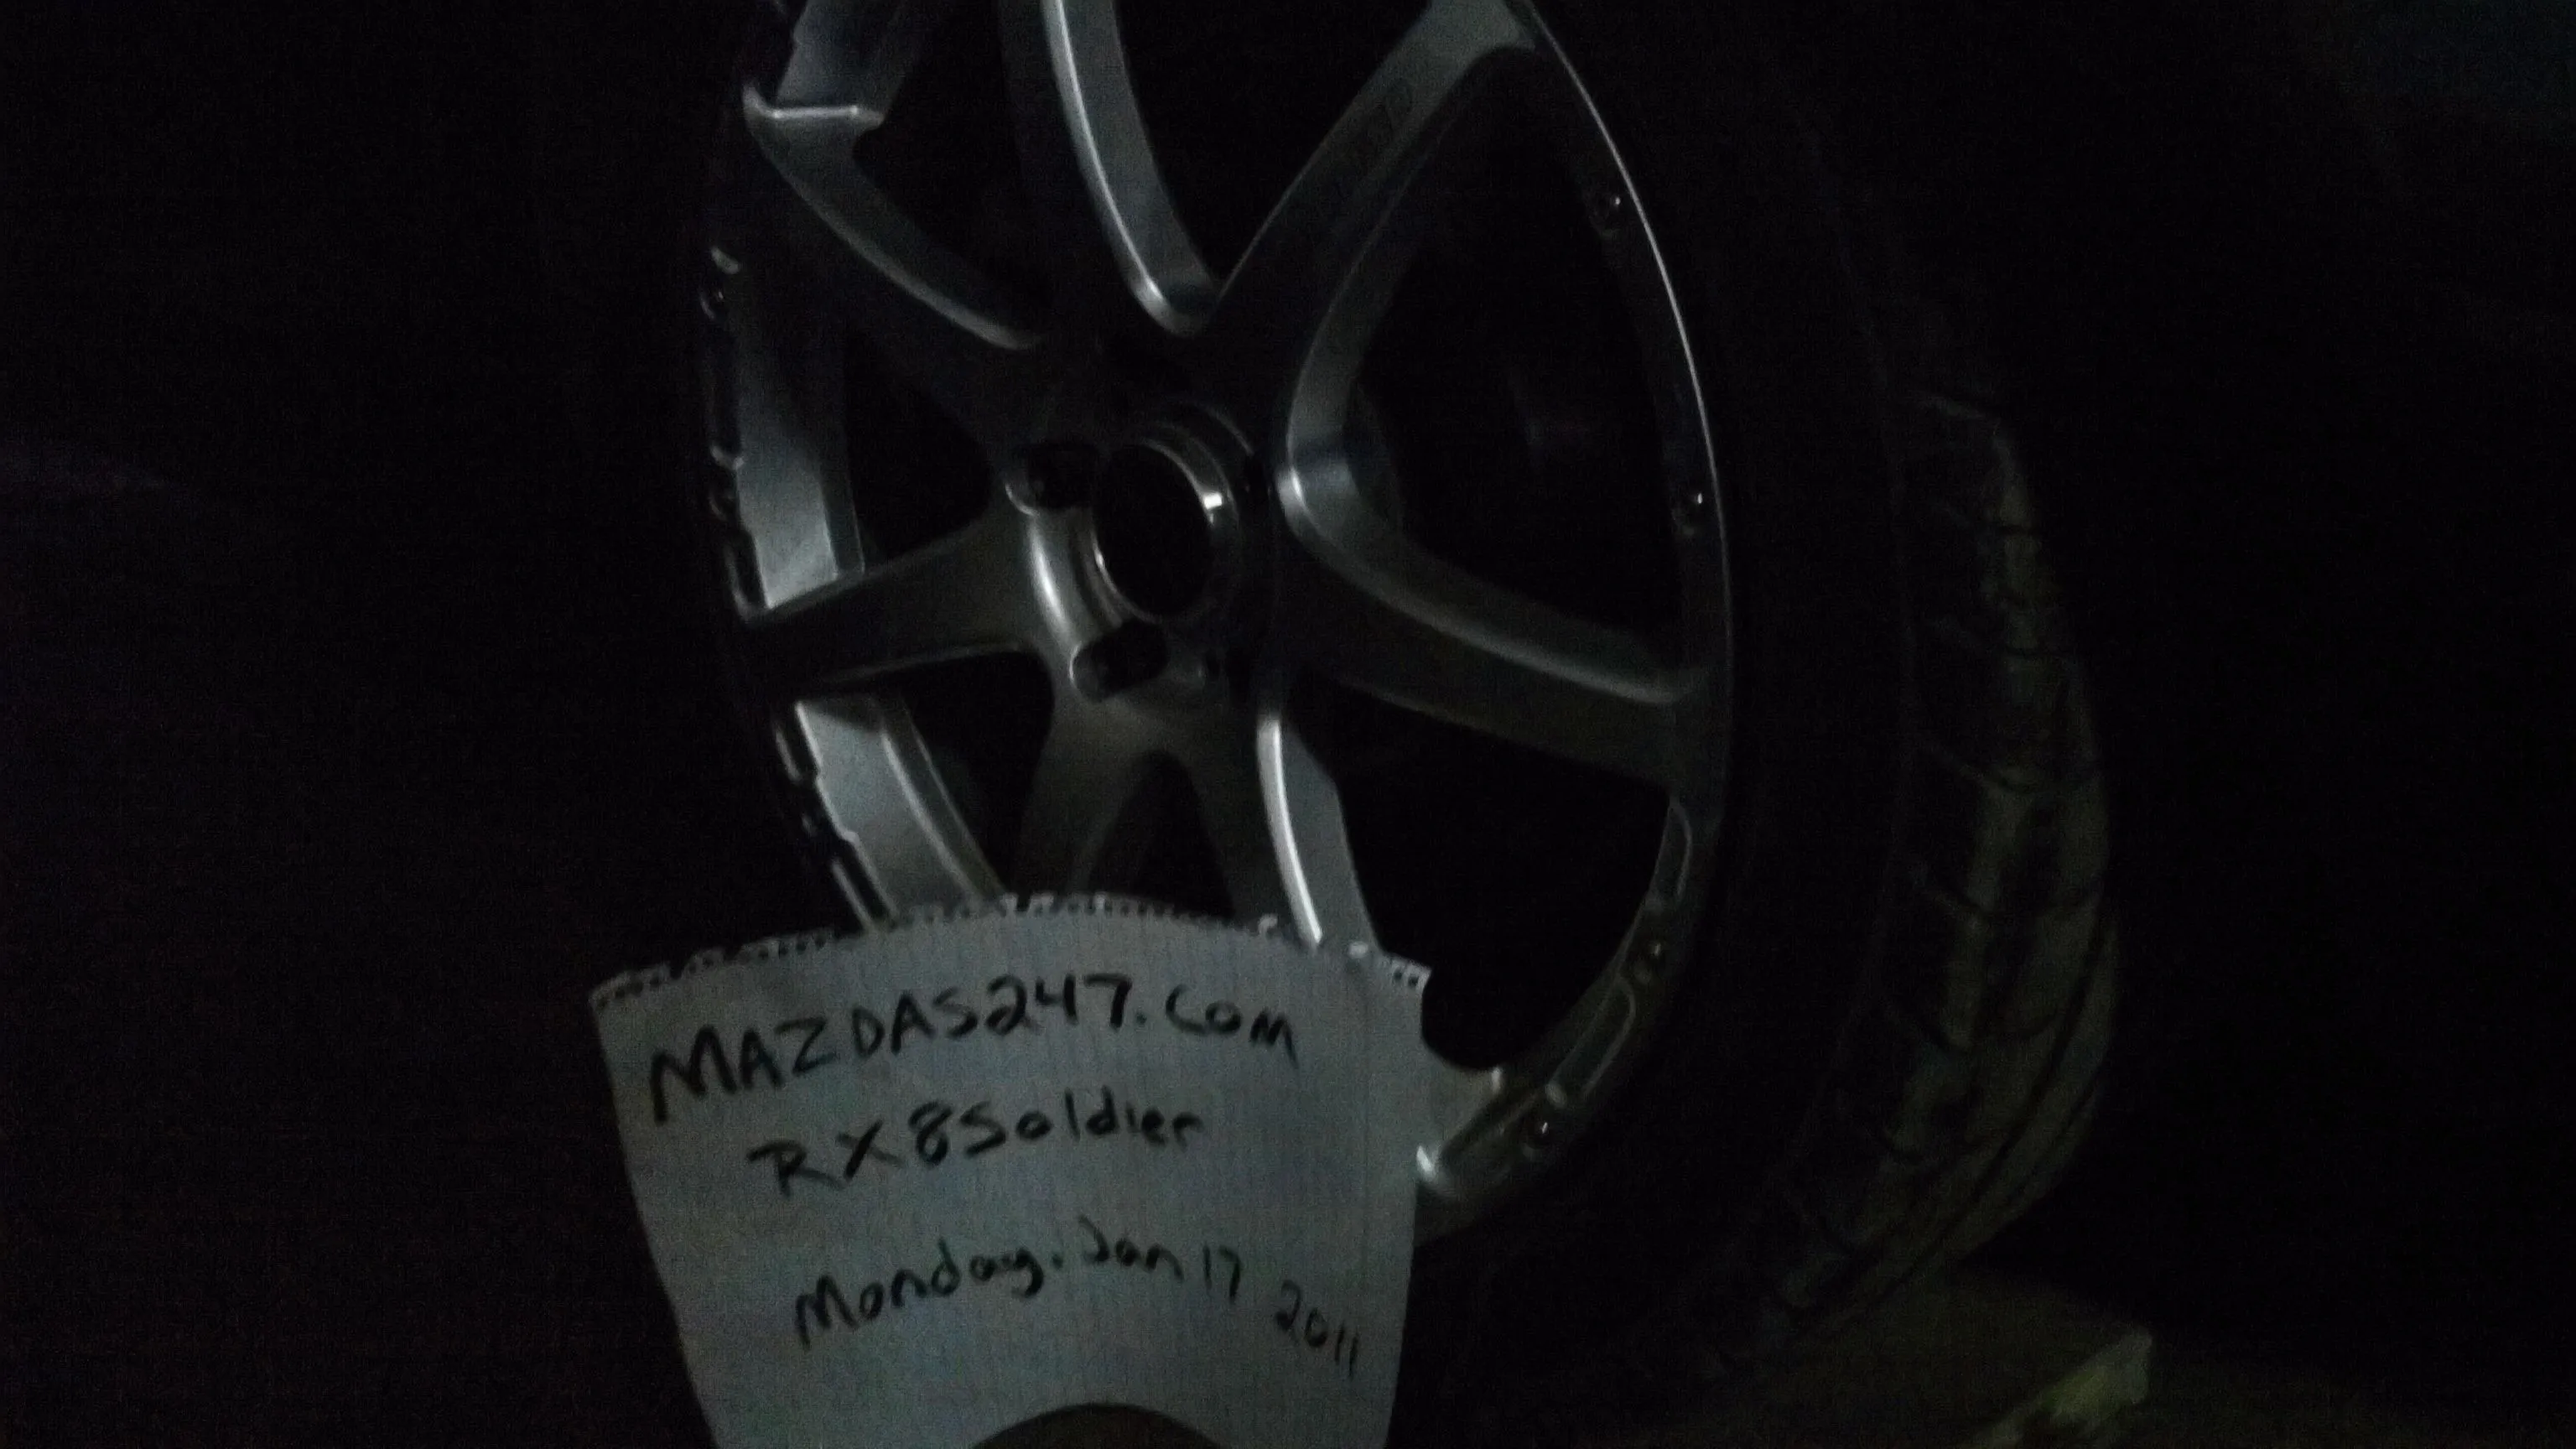 MAZDAS247.com
RX8Soldier
Monday. Jan 17 2011